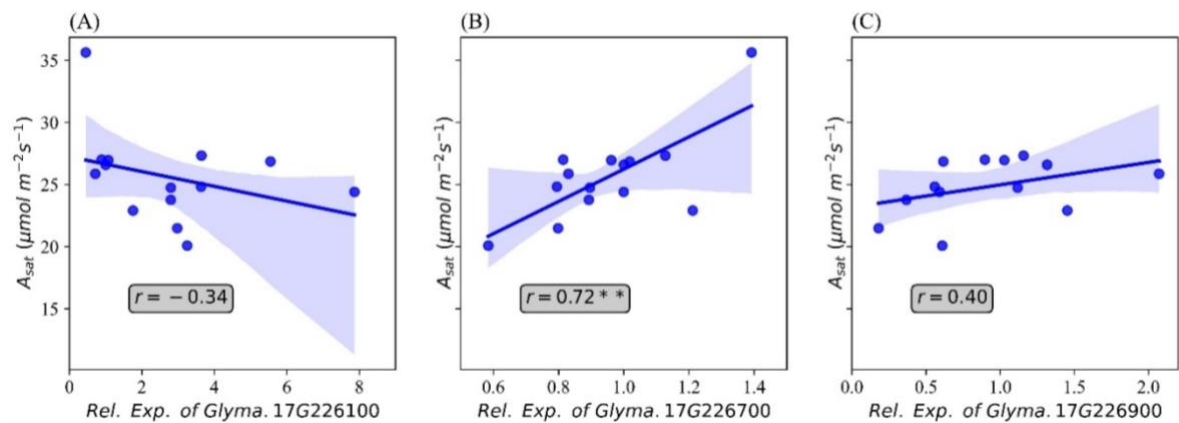 (A) (B) (C)
35
30
25
20
15
A_sat (μmol m⁻²s⁻¹)
r = −0.34
0 2 4 6 8
Rel. Exp. of Glyma. 17G226100
A_sat (μmol m⁻²s⁻¹)
r = 0.72 * *
0.6 0.8 1.0 1.2 1.4
Rel. Exp. of Glyma. 17G226700
A_sat (μmol m⁻²s⁻¹)
r = 0.40
0.0 0.5 1.0 1.5 2.0
Rel. Exp. of Glyma. 17G226900